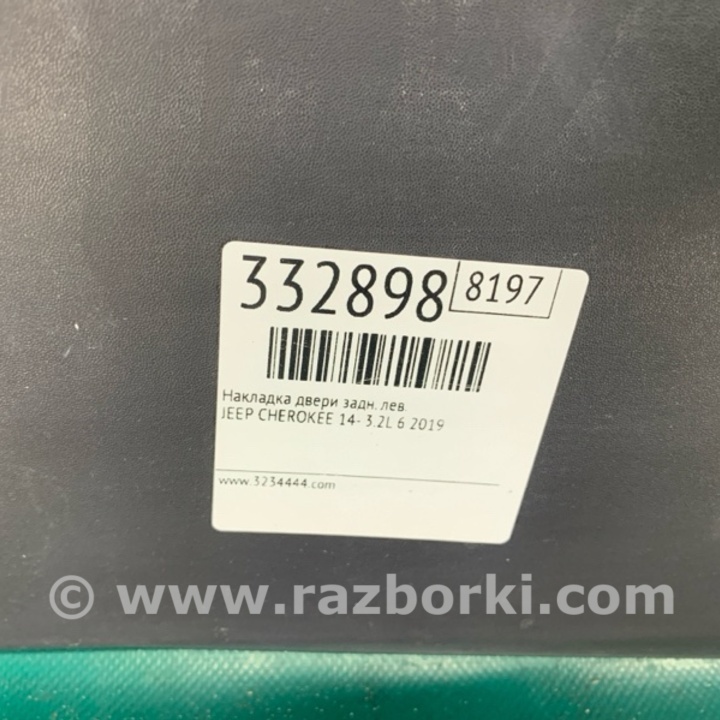 332898 8197
Накладка двери задн. лев.
JEEP CHEROKEE 14- 3.2L 6 2019
www.3234444.com
© www.razborki.com